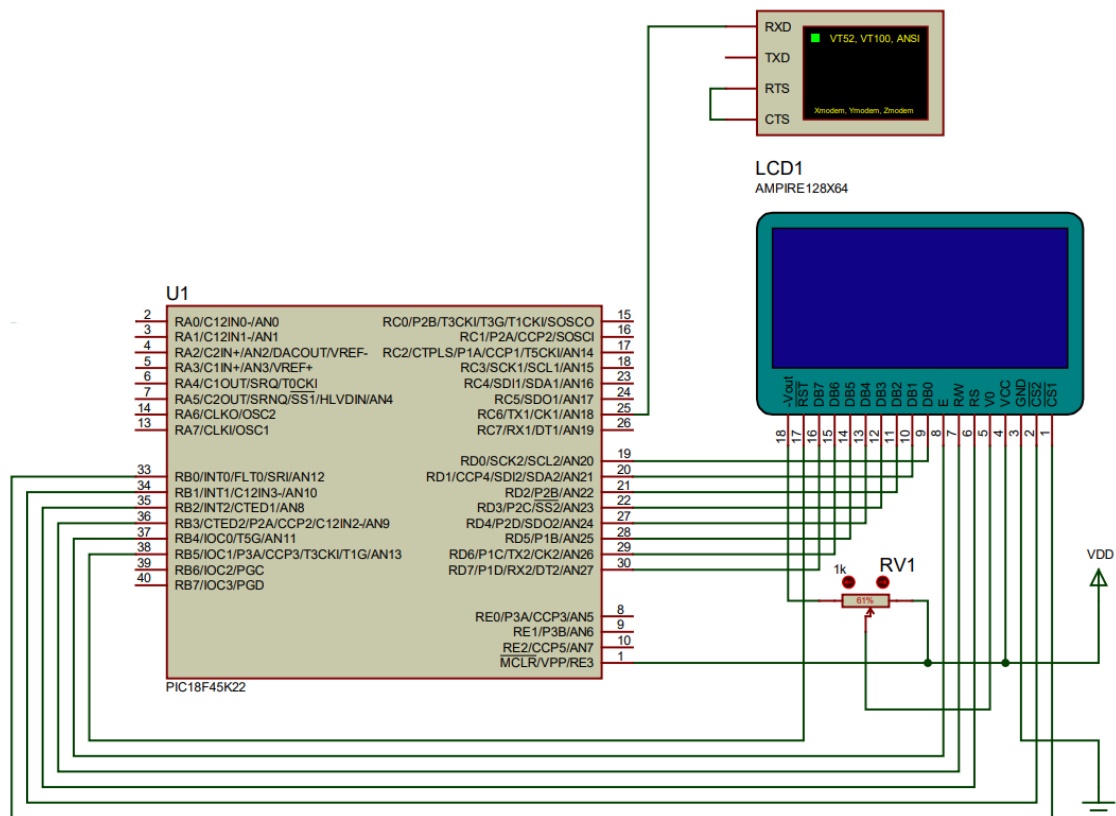 RXD
TXD
RTS
CTS
VT52, VT100, ANSI
Xmodem, Ymodem, Zmodem
LCD1
AMPIRE128X64
-Vout
RST
DB7
DB6
DB5
DB4
DB3
DB2
DB1
DB0
E
R/W
RS
V0
VCC
GND
CS2
CS1
18
17
16
15
14
13
12
11
10
9
8
7
6
5
4
3
2
1
U1
2 RA0/C12IN0-/AN0
3 RA1/C12IN1-/AN1
4 RA2/C2IN+/AN2/DACOUT/VREF-
5 RA3/C1IN+/AN3/VREF+
6 RA4/C1OUT/SRQ/T0CKI
7 RA5/C2OUT/SRNQ/SS1/HLVDIN/AN4
14 RA6/CLKO/OSC2
13 RA7/CLKI/OSC1
33 RB0/INT0/FLT0/SRI/AN12
34 RB1/INT1/C12IN3-/AN10
35 RB2/INT2/CTED1/AN8
36 RB3/CTED2/P2A/CCP2/C12IN2-/AN9
37 RB4/IOC0/T5G/AN11
38 RB5/IOC1/P3A/CCP3/T3CKI/T1G/AN13
39 RB6/IOC2/PGC
40 RB7/IOC3/PGD
RC0/P2B/T3CKI/T3G/T1CKI/SOSCO 15
RC1/P2A/CCP2/SOSCI 16
RC2/CTPLS/P1A/CCP1/T5CKI/AN14 17
RC3/SCK1/SCL1/AN15 18
RC4/SDI1/SDA1/AN16 23
RC5/SDO1/AN17 24
RC6/TX1/CK1/AN18 25
RC7/RX1/DT1/AN19 26
RD0/SCK2/SCL2/AN20 19
RD1/CCP4/SDI2/SDA2/AN21 20
RD2/P2B/AN22 21
RD3/P2C/SS2/AN23 22
RD4/P2D/SDO2/AN24 27
RD5/P1B/AN25 28
RD6/P1C/TX2/CK2/AN26 29
RD7/P1D/RX2/DT2/AN27 30
RE0/P3A/CCP3/AN5 8
RE1/P3B/AN6 9
RE2/CCP5/AN7 10
MCLR/VPP/RE3 1
PIC18F45K22
RV1
1k
61%
VDD